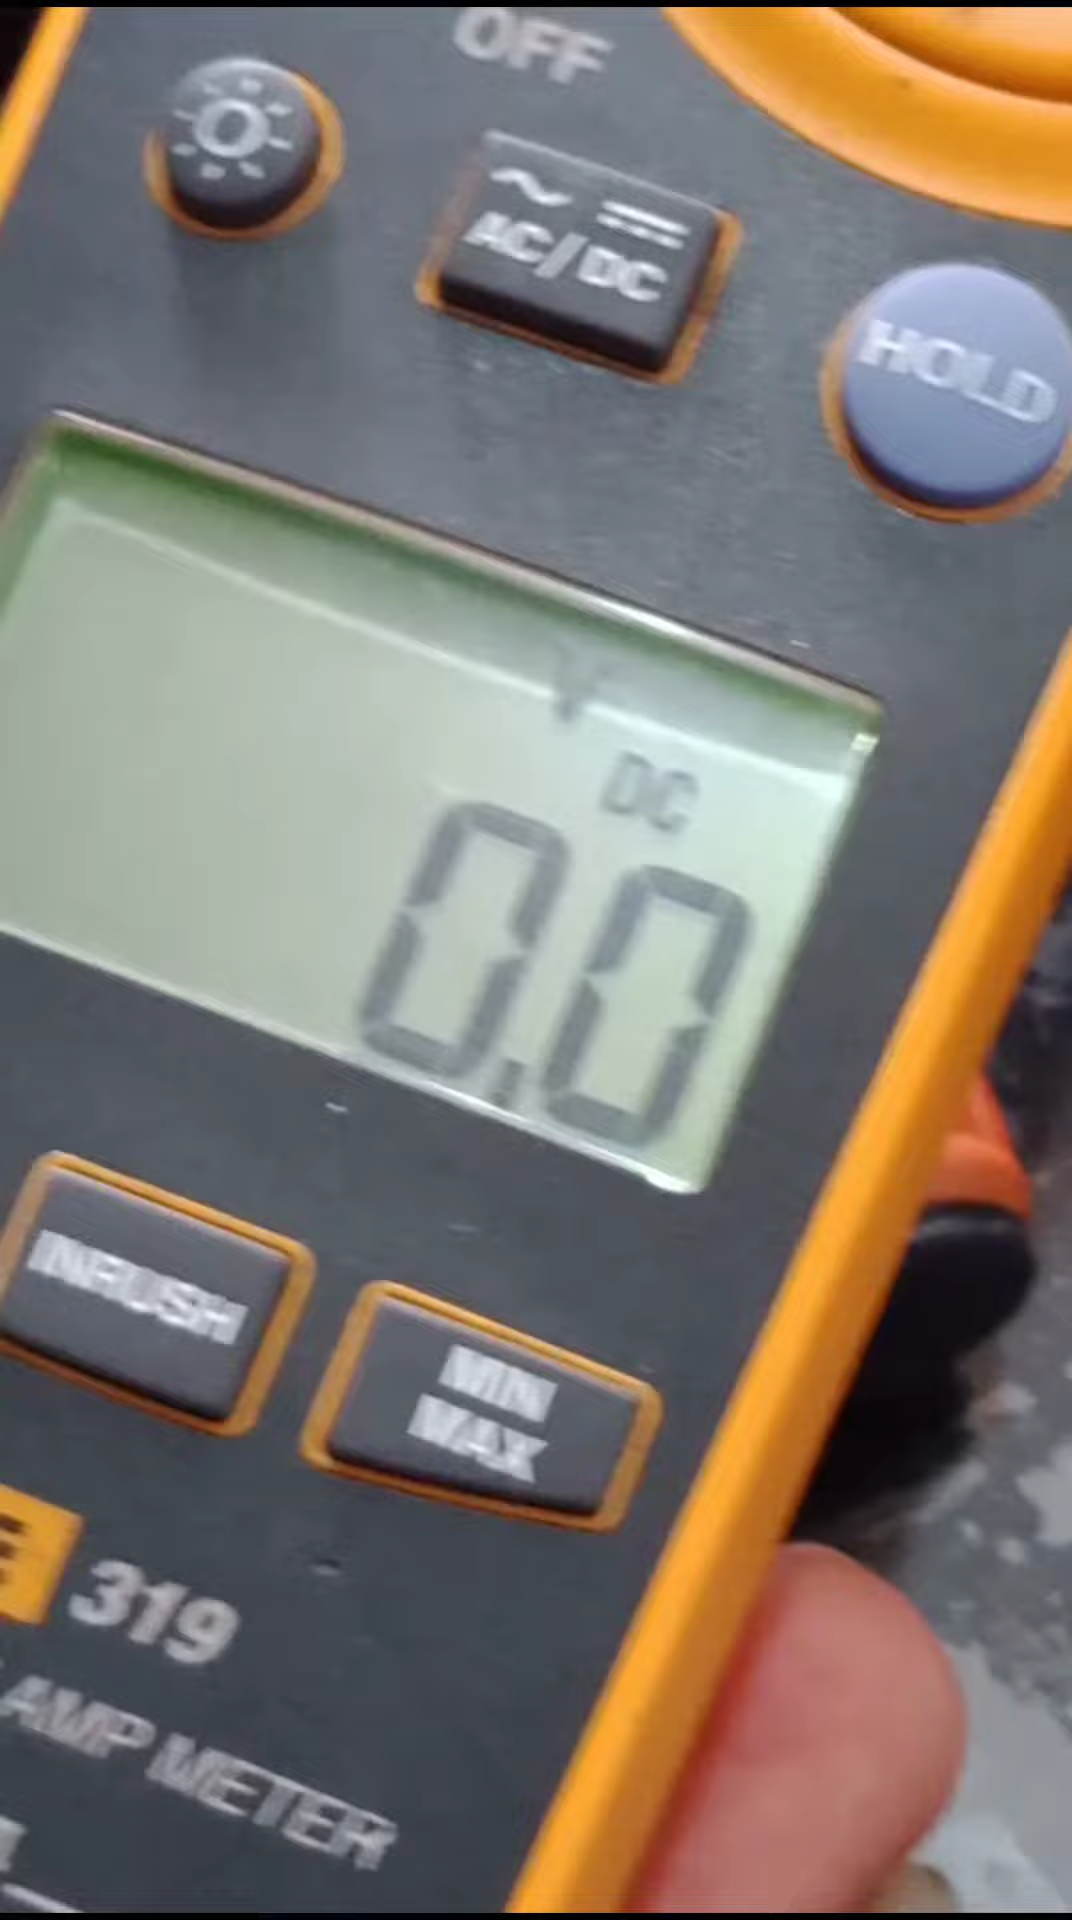 OFF
AC/DC
HOLD
V
DC
0.0
INRUSH
MIN
MAX
319
AMP METER